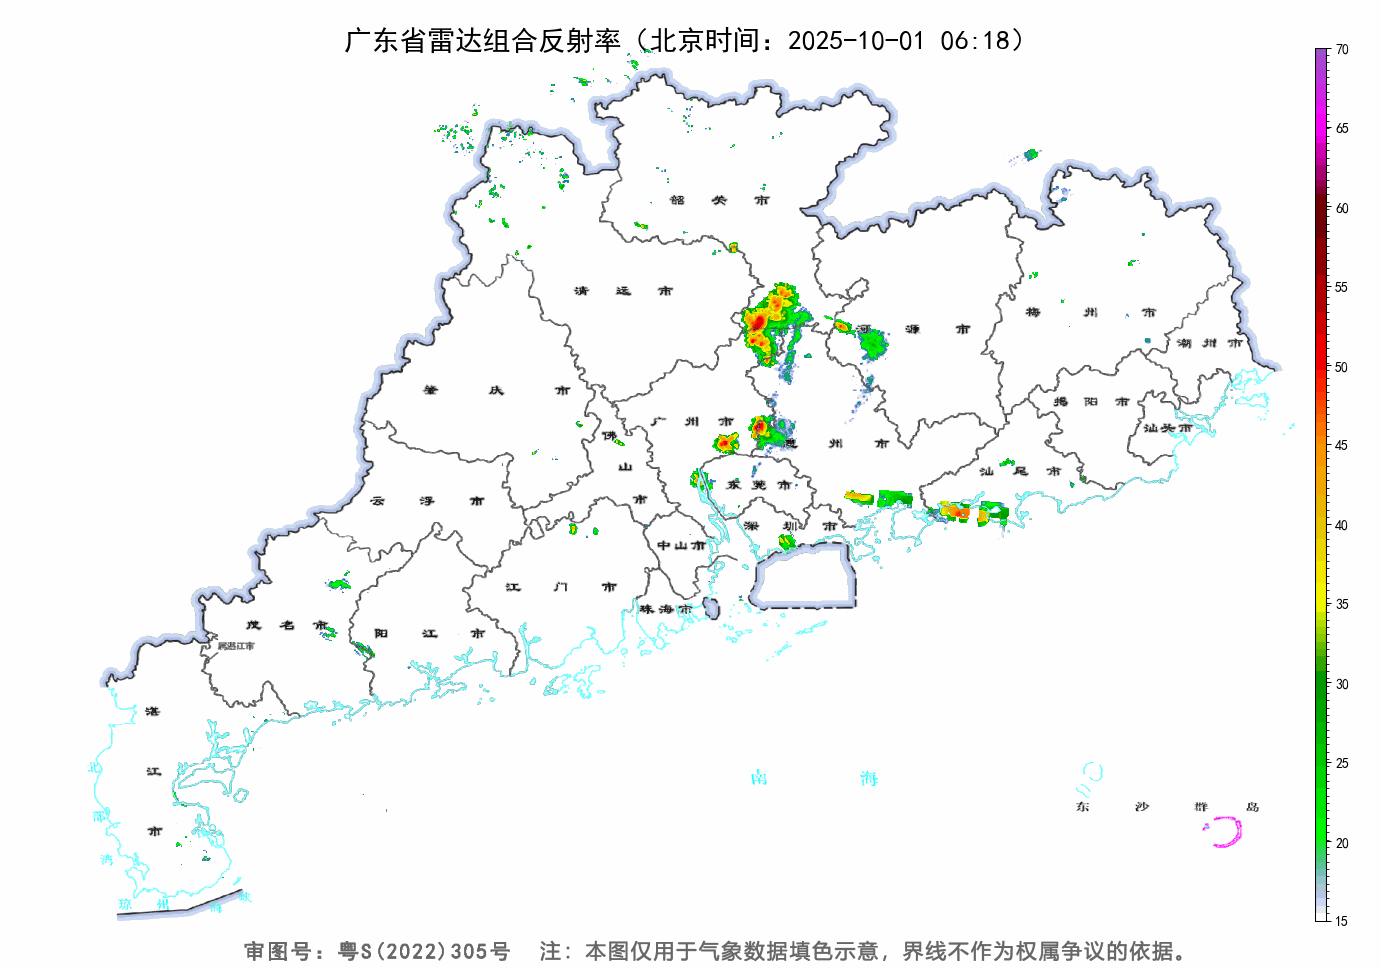 广东省雷达组合反射率（北京时间：2025-10-01 06:18）
70
65
60
55
50
45
40
35
30
25
20
15
韶关市
清远市
河源市
梅州市
潮州市
肇庆市
广州市
佛山市
惠州市
揭阳市
汕头市
汕尾市
东莞市
云浮市
深圳市
中山市
江门市
珠海市
茂名市
阳江市
属湛江市
湛江市
北部湾
琼州海峡
南海
东沙群岛
审图号：粤S(2022)305号 注：本图仅用于气象数据填色示意，界线不作为权属争议的依据。